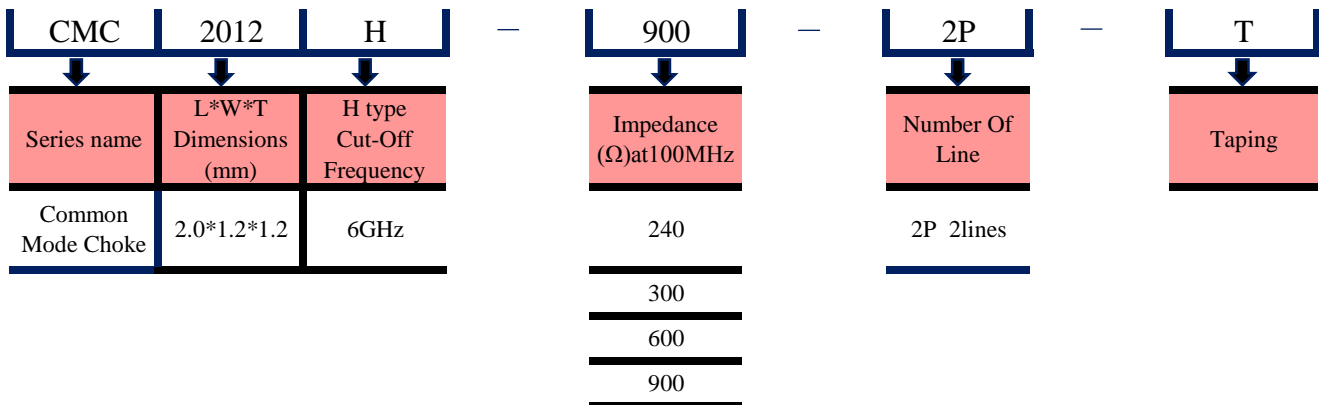 CMC 2012 H — 900 — 2P — T
Series name
L*W*T
Dimensions
(mm)
H type
Cut-Off
Frequency
Impedance
(Ω)at100MHz
Number Of
Line
Taping
Common
Mode Choke
2.0*1.2*1.2
6GHz
240
2P 2lines
300
600
900